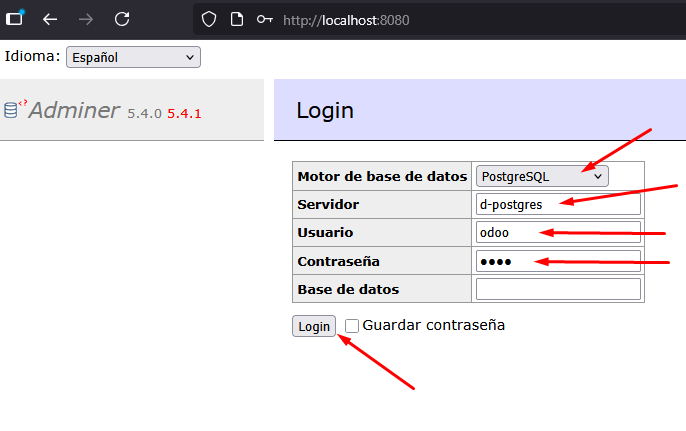 http://localhost:8080
Idioma: Español
Adminer 5.4.0 5.4.1
Login
Motor de base de datos PostgreSQL
Servidor d-postgres
Usuario odoo
Contraseña ●●●●
Base de datos
Login Guardar contraseña